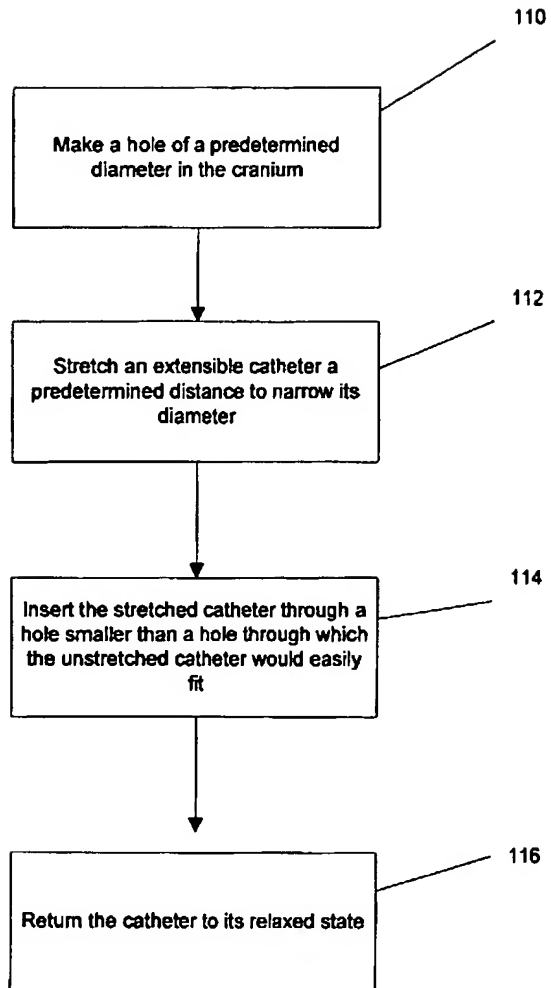 110
Make a hole of a predetermined
diameter in the cranium
112
Stretch an extensible catheter a
predetermined distance to narrow its
diameter
114
Insert the stretched catheter through a
hole smaller than a hole through which
the unstretched catheter would easily
fit
116
Return the catheter to its relaxed state